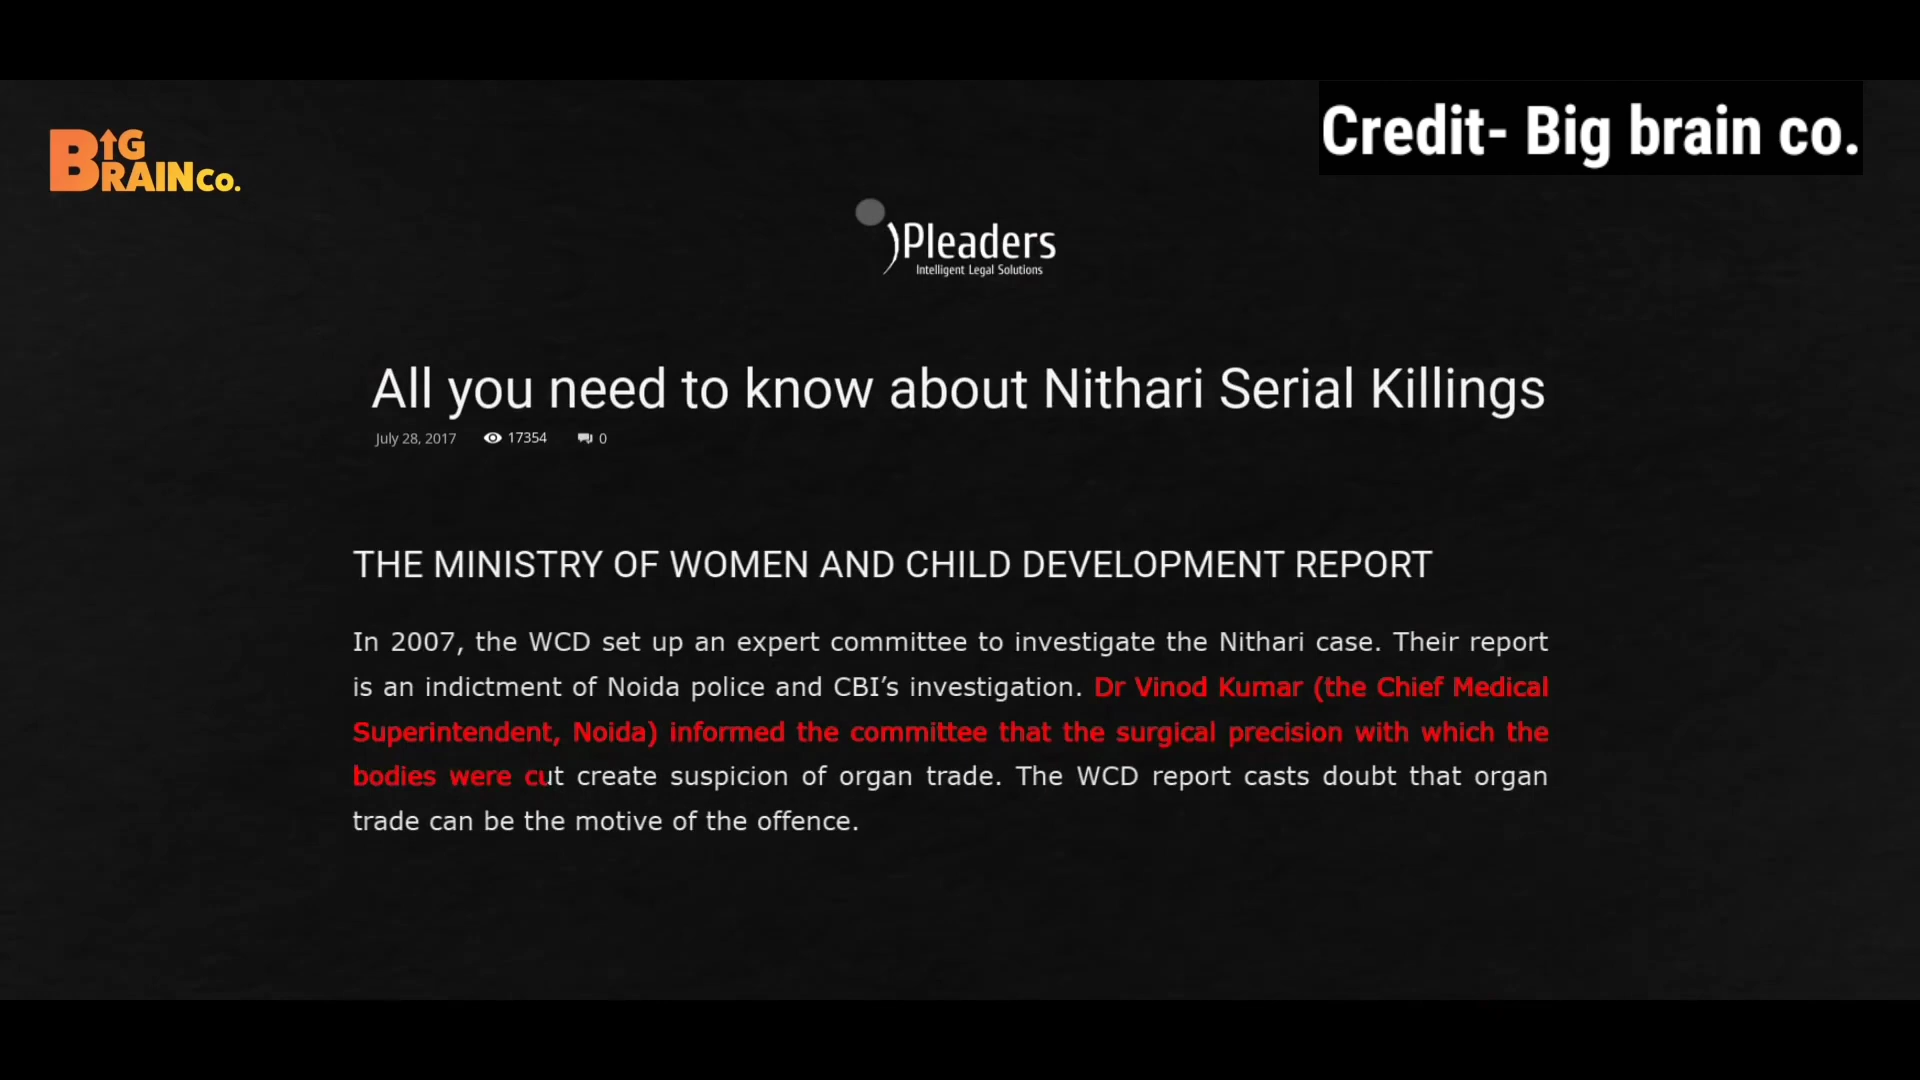 Credit- Big brain co.
BIG
BRAIN CO.
)Pleaders
Intelligent Legal Solutions
All you need to know about Nithari Serial Killings
July 28, 2017 17354 0
THE MINISTRY OF WOMEN AND CHILD DEVELOPMENT REPORT
In 2007, the WCD set up an expert committee to investigate the Nithari case. Their report
is an indictment of Noida police and CBI’s investigation. Dr Vinod Kumar (the Chief Medical
Superintendent, Noida) informed the committee that the surgical precision with which the
bodies were cut create suspicion of organ trade. The WCD report casts doubt that organ
trade can be the motive of the offence.